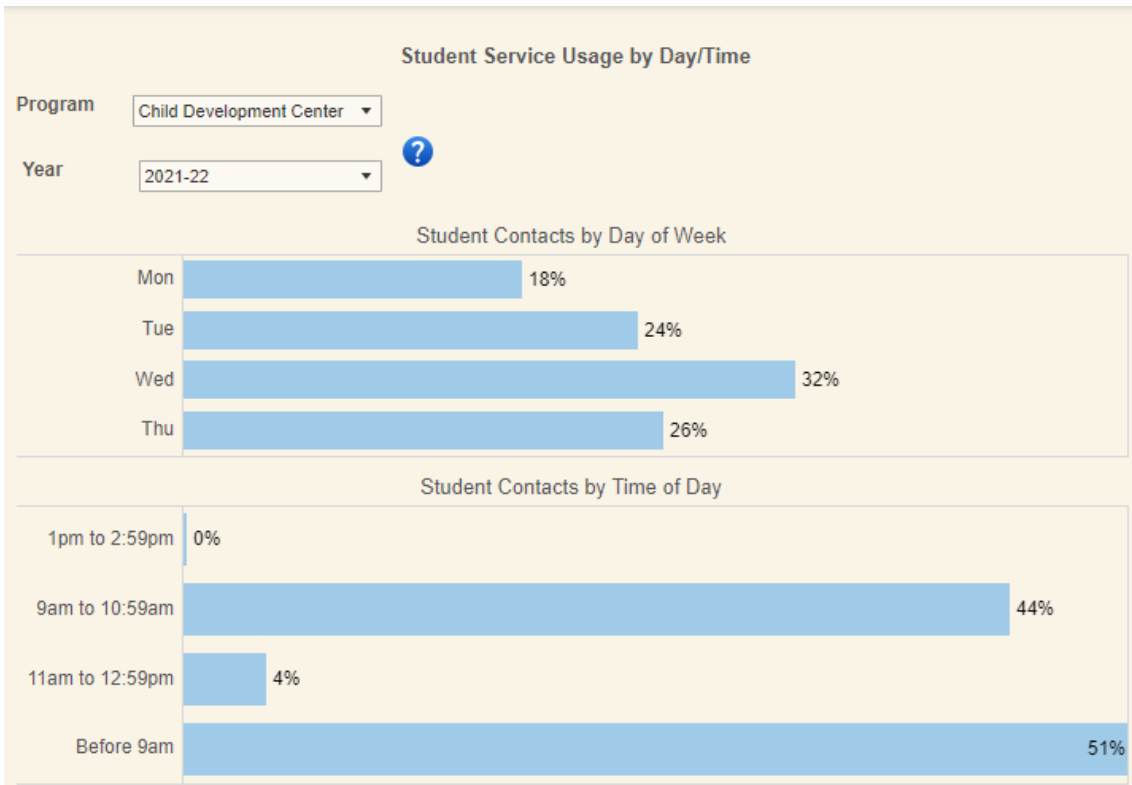 Student Service Usage by Day/Time
Program
Child Development Center
?
Year
2021-22
Student Contacts by Day of Week
Mon 18%
Tue 24%
Wed 32%
Thu 26%
Student Contacts by Time of Day
1pm to 2:59pm 0%
9am to 10:59am 44%
11am to 12:59pm 4%
Before 9am 51%